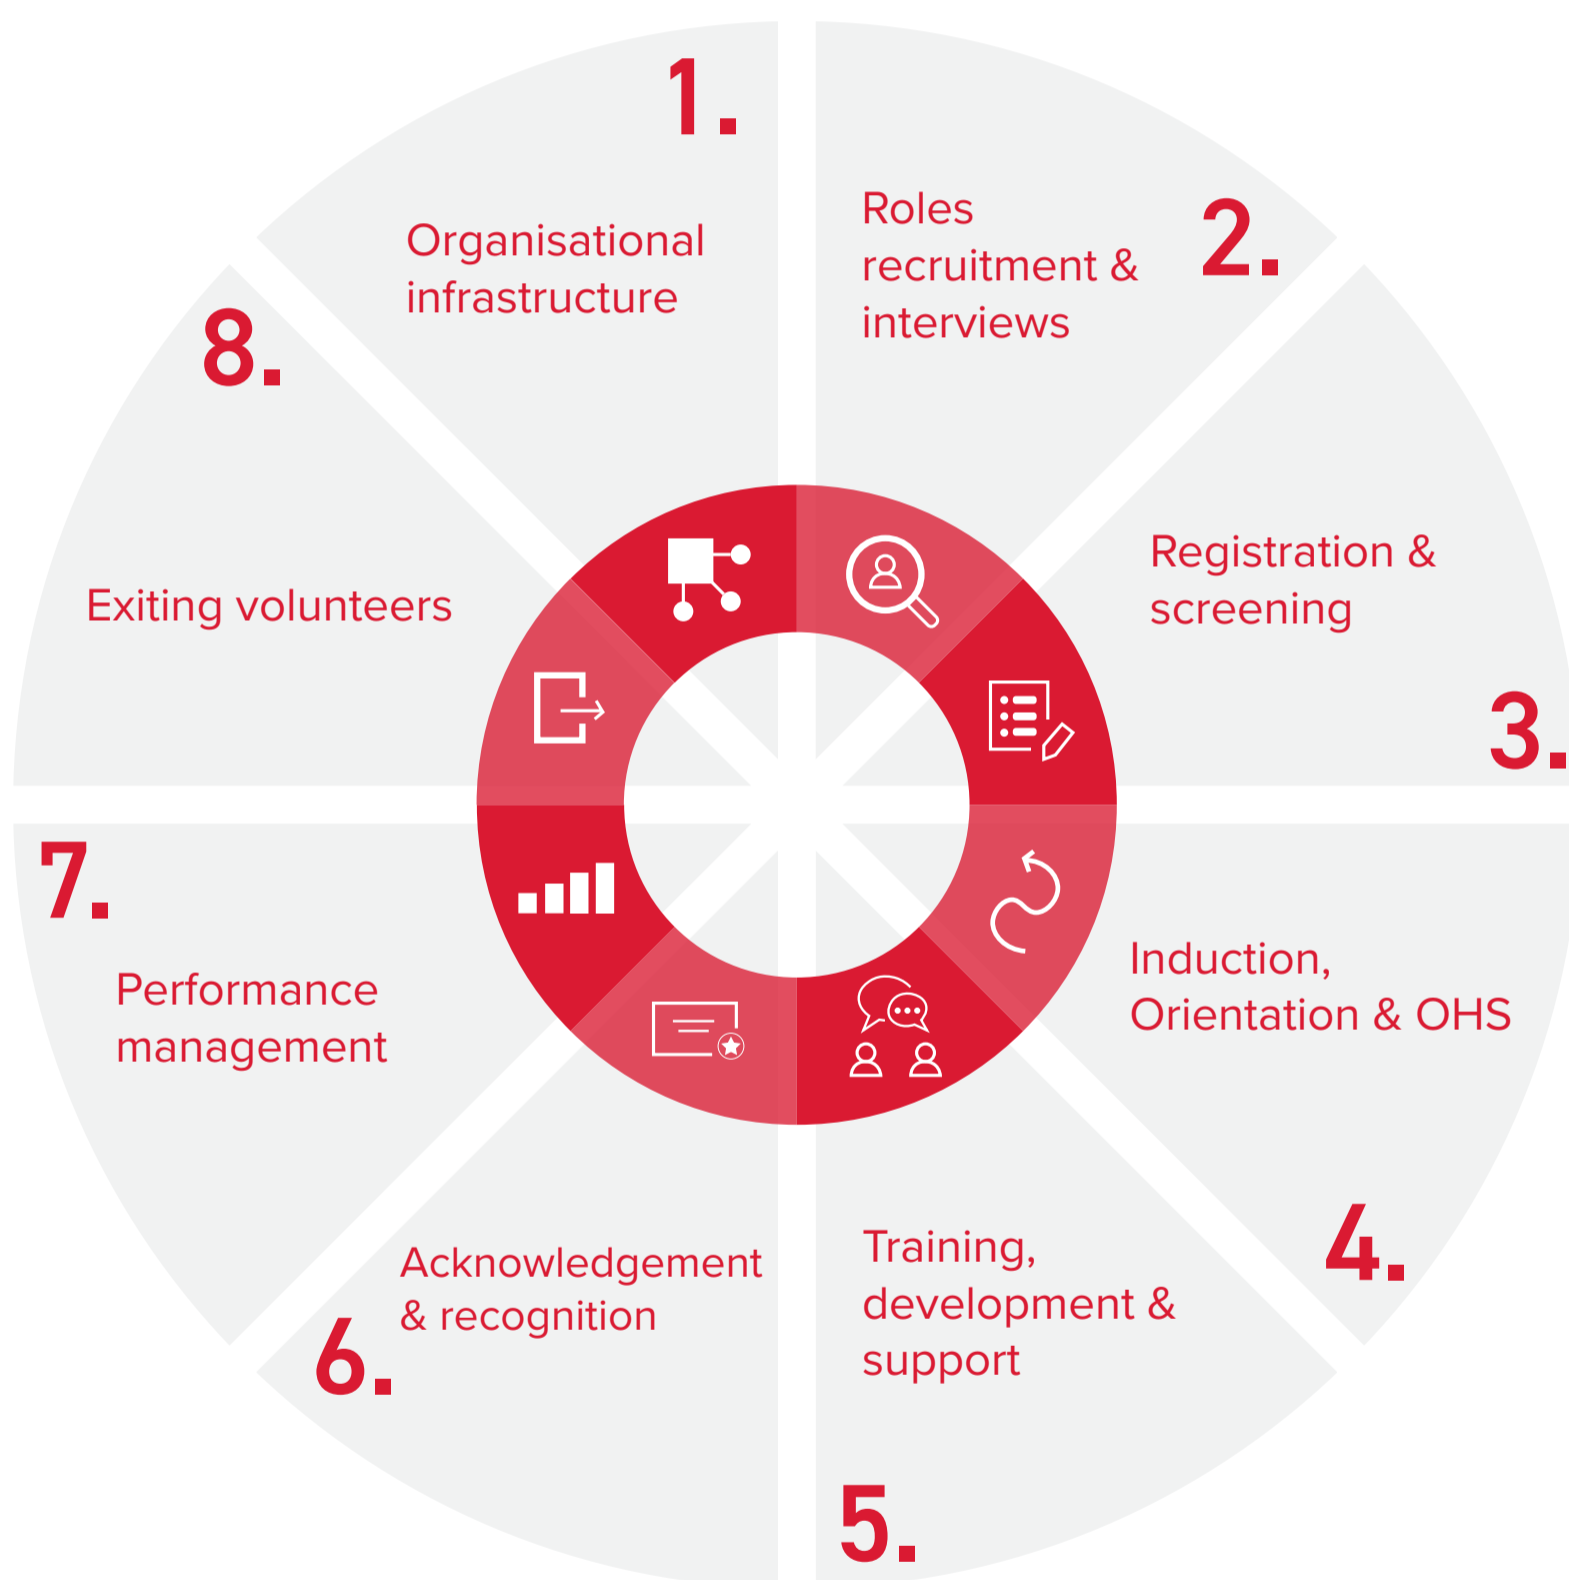 1.
Organisational
infrastructure
2.
Roles
recruitment &
interviews
3.
Registration &
screening
4.
Induction,
Orientation & OHS
5.
Training,
development &
support
6.
Acknowledgement
& recognition
7.
Performance
management
8.
Exiting volunteers